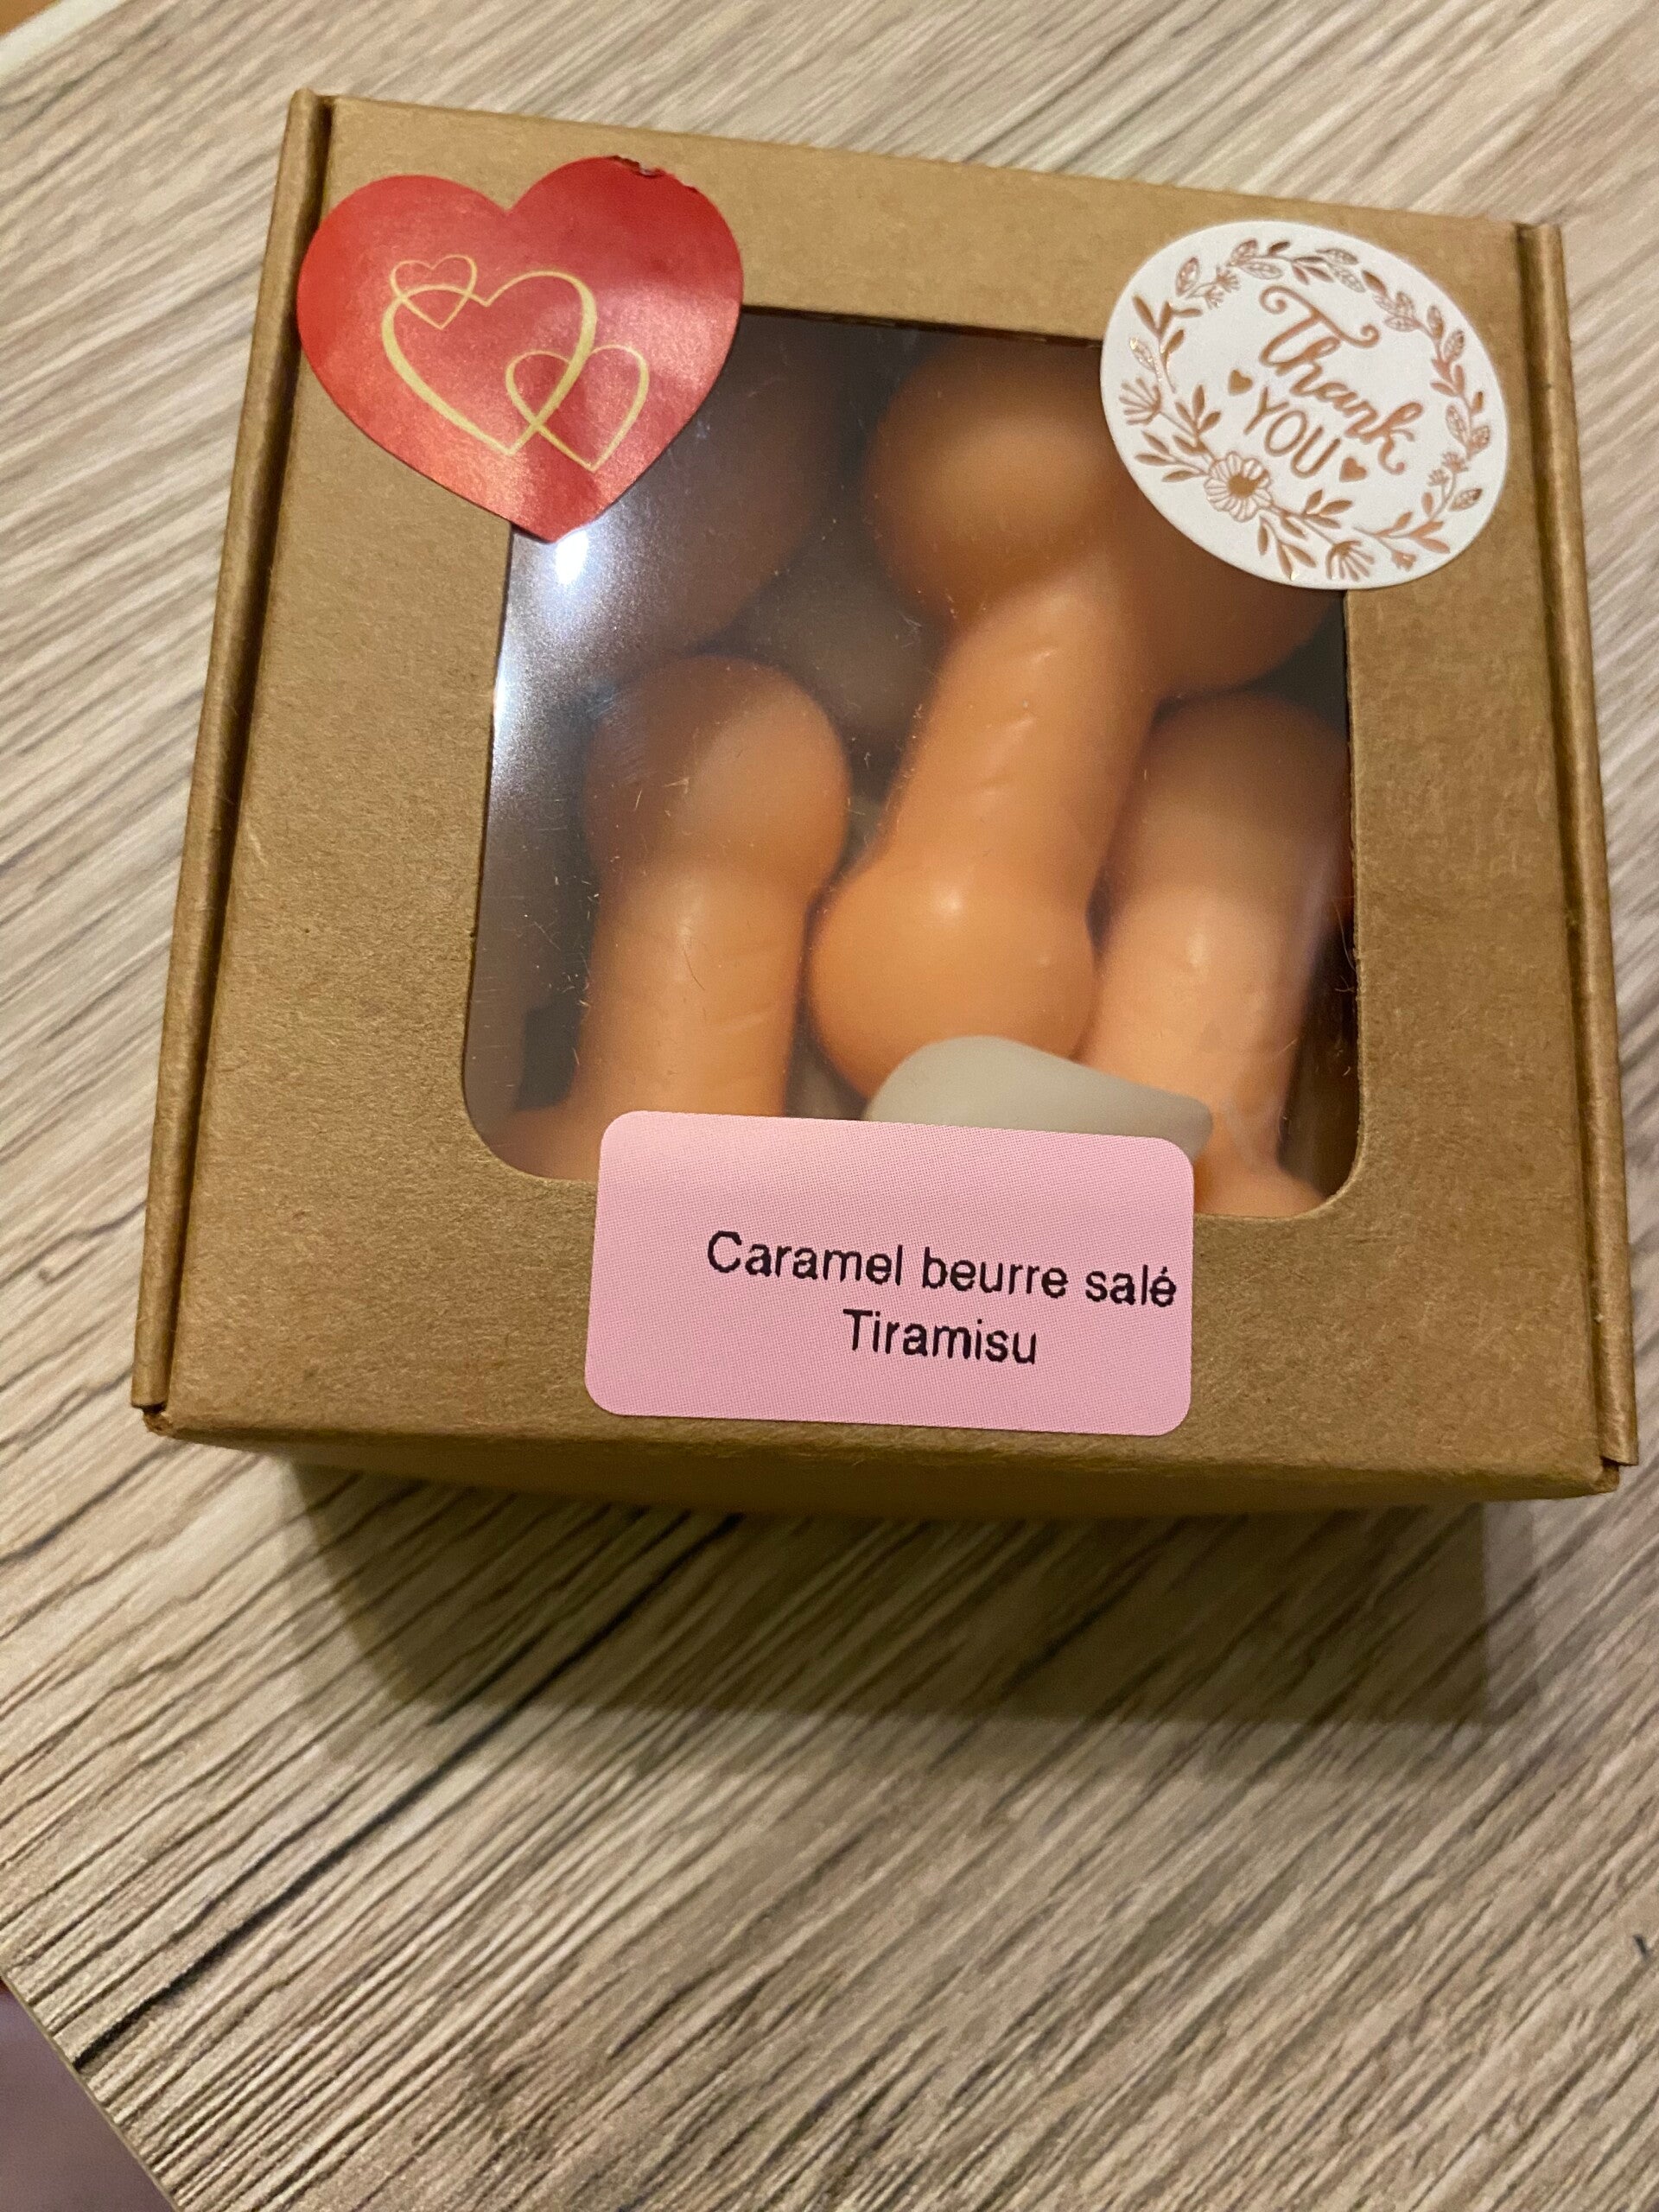 Thank
YOU
Caramel beurre salé
Tiramisu